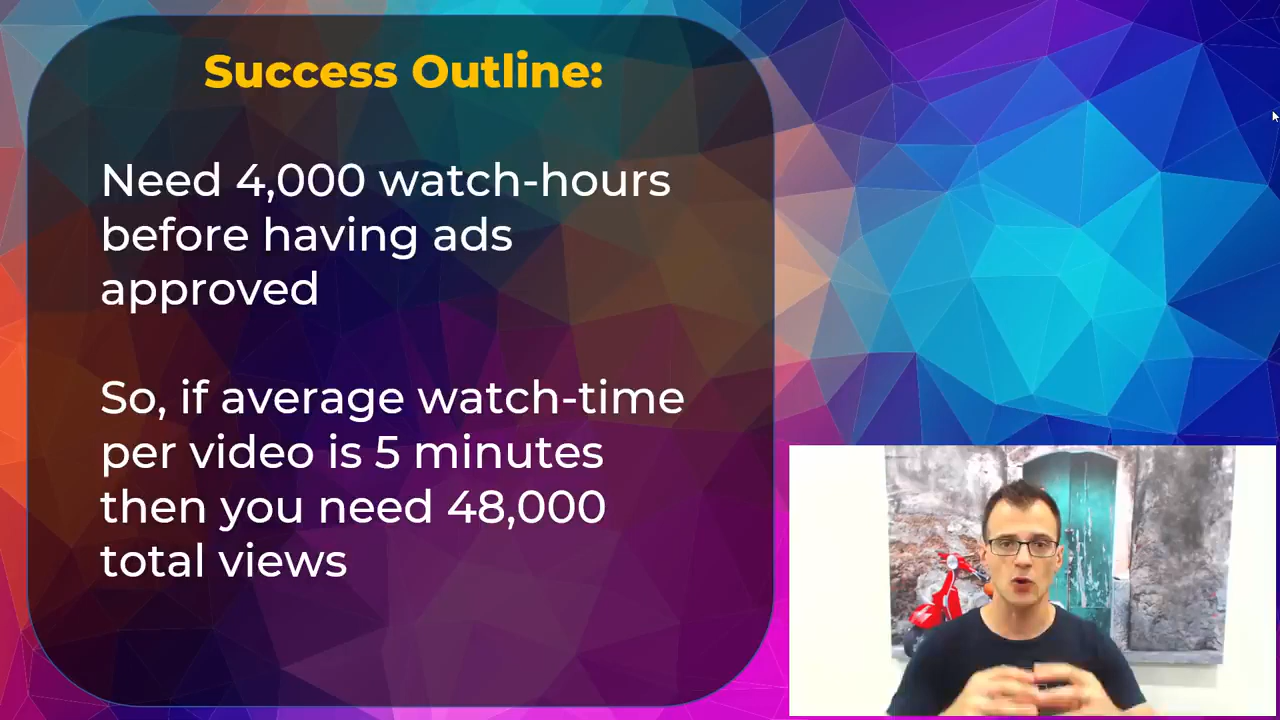 Success Outline:
Need 4,000 watch-hours
before having ads
approved
So, if average watch-time
per video is 5 minutes
then you need 48,000
total views